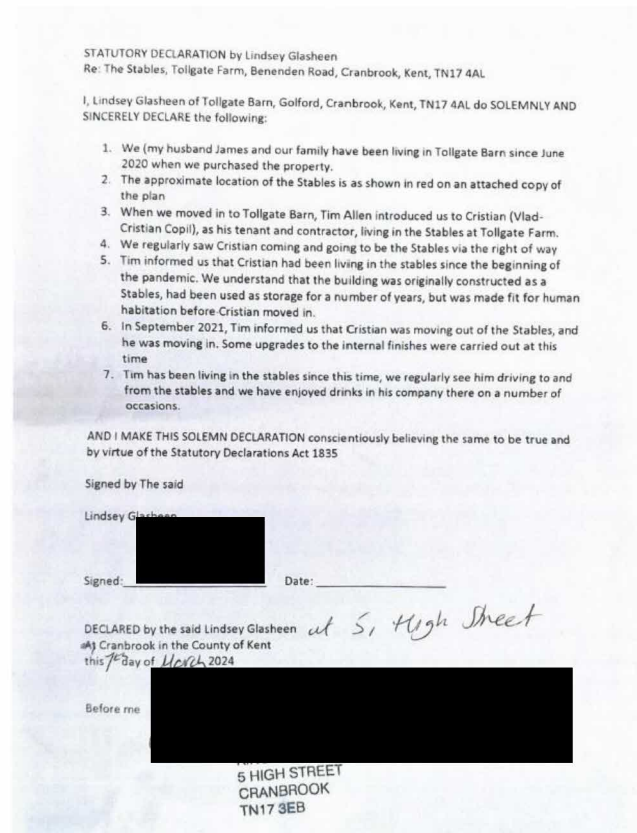 STATUTORY DECLARATION by Lindsey Glasheen
Re: The Stables, Tollgate Farm, Benenden Road, Cranbrook, Kent, TN17 4AL
I, Lindsey Glasheen of Tollgate Barn, Golford, Cranbrook, Kent, TN17 4AL do SOLEMNLY AND
SINCERELY DECLARE the following:
1. We (my husband James and our family have been living in Tollgate Barn since June
2020 when we purchased the property.
2. The approximate location of the Stables is as shown in red on an attached copy of
the plan
3. When we moved in to Tollgate Barn, Tim Allen introduced us to Cristian (Vlad-
Cristian Copil), as his tenant and contractor, living in the Stables at Tollgate Farm.
4. We regularly saw Cristian coming and going to be the Stables via the right of way
5. Tim informed us that Cristian had been living in the stables since the beginning of
the pandemic. We understand that the building was originally constructed as a
Stables, had been used as storage for a number of years, but was made fit for human
habitation before Cristian moved in.
6. In September 2021, Tim informed us that Cristian was moving out of the Stables, and
he was moving in. Some upgrades to the internal finishes were carried out at this
time
7. Tim has been living in the stables since this time, we regularly see him driving to and
from the stables and we have enjoyed drinks in his company there on a number of
occasions.
AND I MAKE THIS SOLEMN DECLARATION conscientiously believing the same to be true and
by virtue of the Statutory Declarations Act 1835
Signed by The said
Lindsey Glasheen
Signed: Date:
DECLARED by the said Lindsey Glasheen at 5, High Street
At Cranbrook in the County of Kent
this 7th day of March 2024
Before me
5 HIGH STREET
CRANBROOK
TN17 3EB